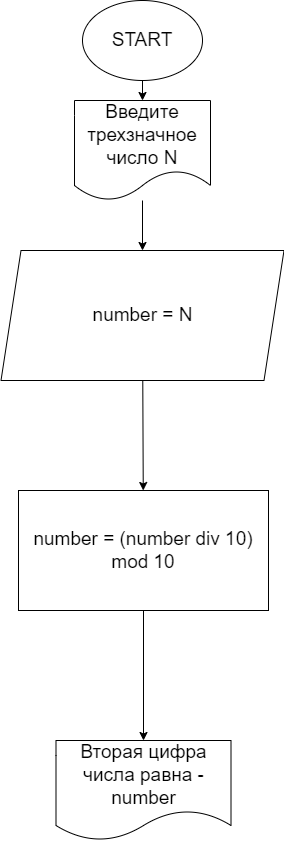 START
Введите
трехзначное
число N
number = N
number = (number div 10)
mod 10
Вторая цифра
числа равна -
number